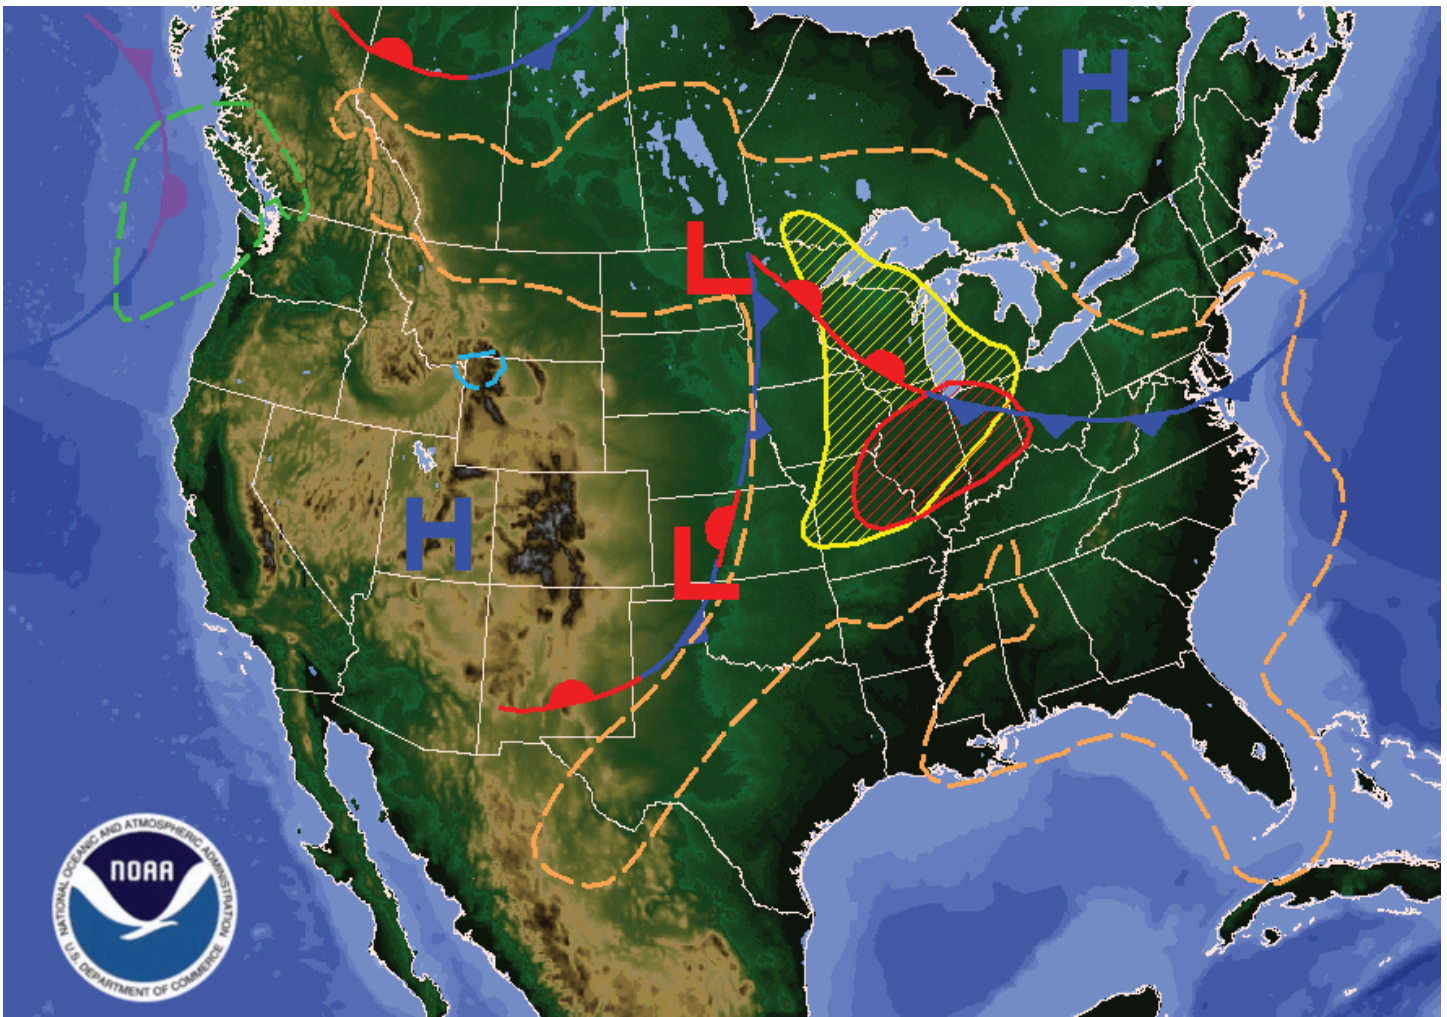 H
L
H
L
NATIONAL OCEANIC AND ATMOSPHERIC ADMINISTRATION
NOAA
U.S. DEPARTMENT OF COMMERCE